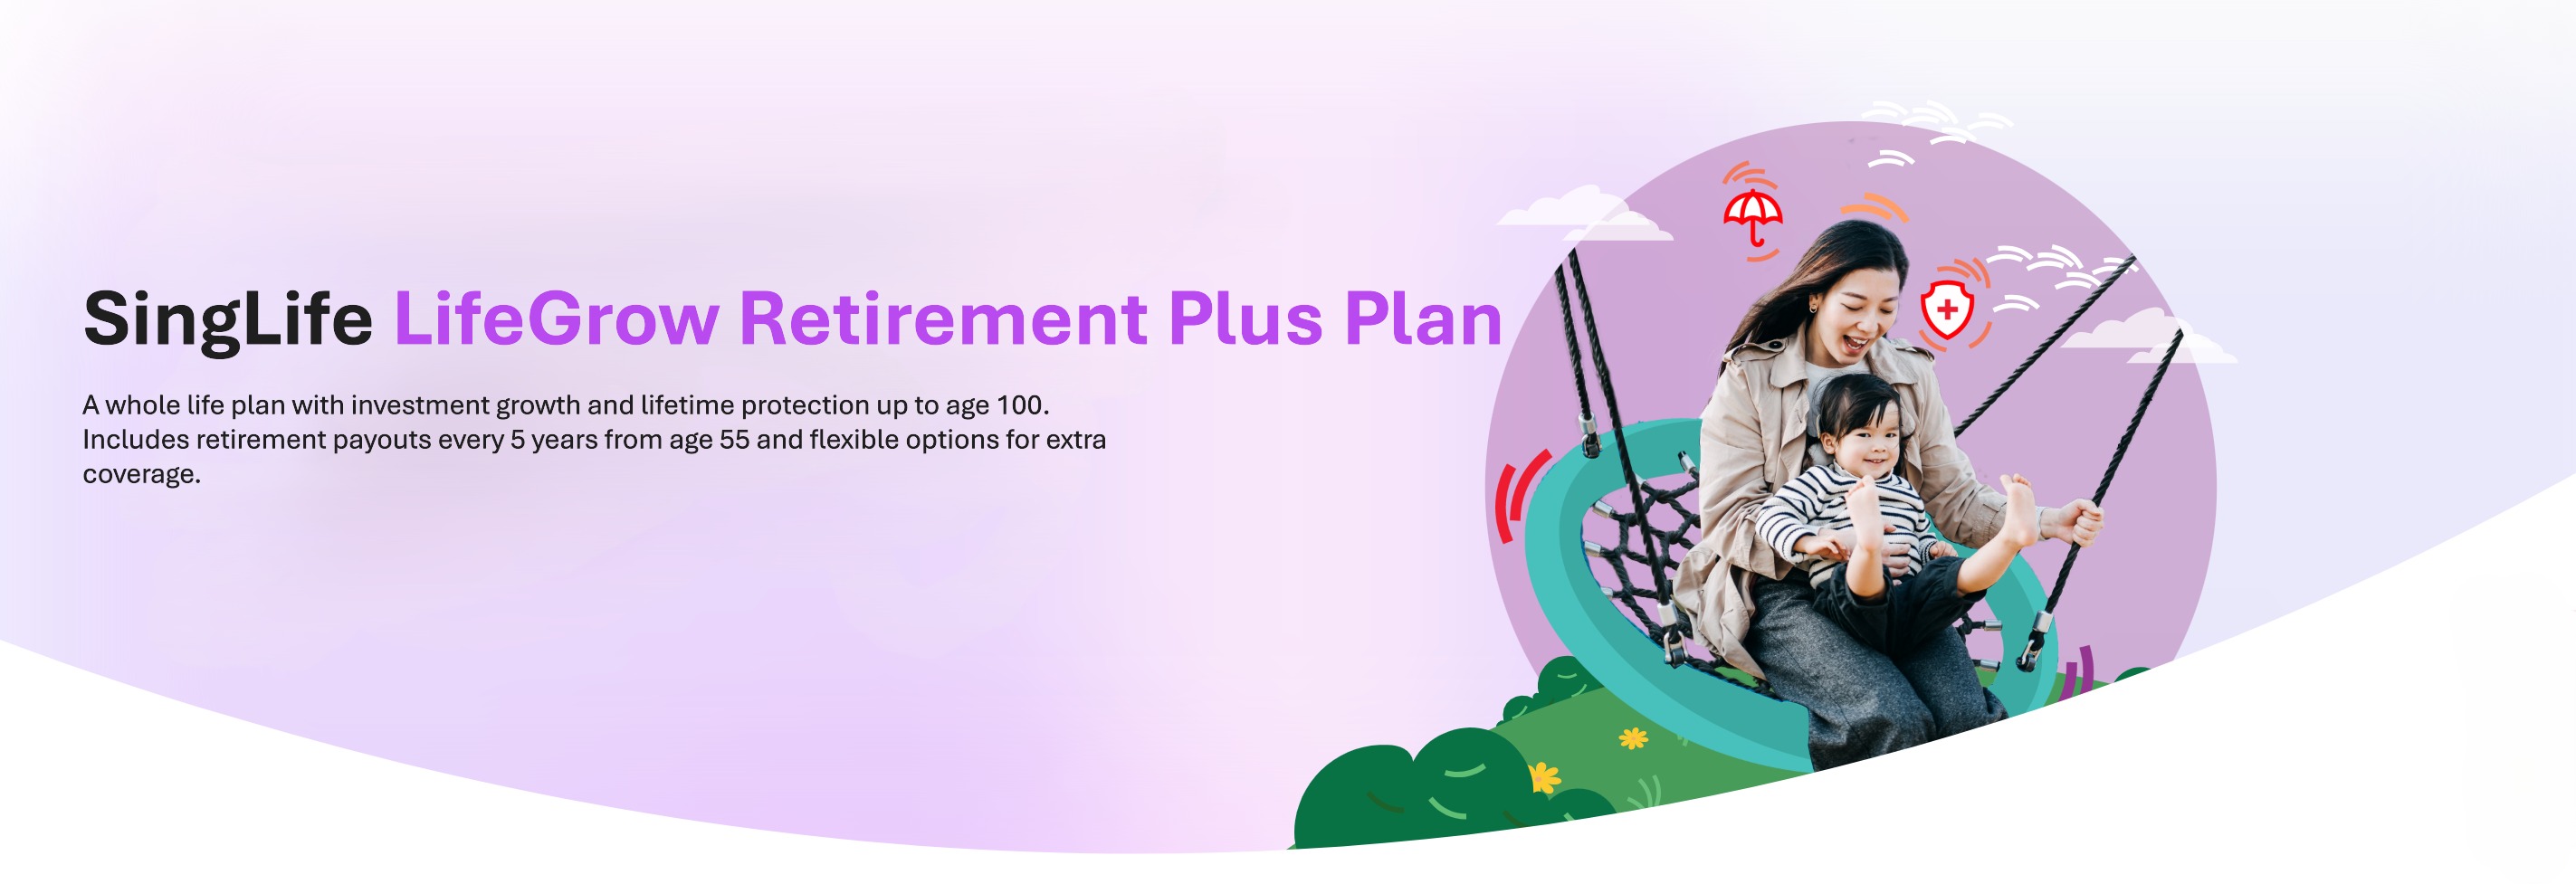 SingLife LifeGrow Retirement Plus Plan
A whole life plan with investment growth and lifetime protection up to age 100.
Includes retirement payouts every 5 years from age 55 and flexible options for extra
coverage.